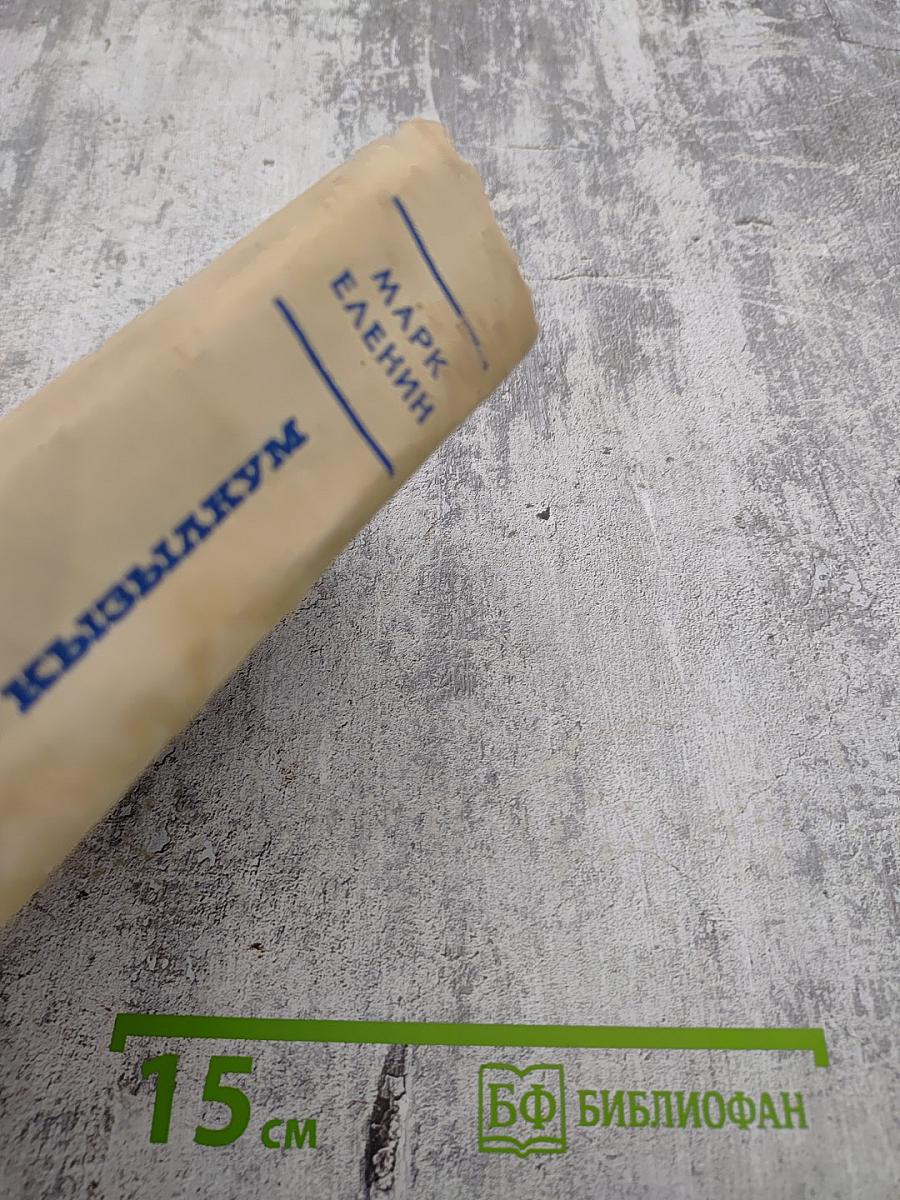 МАРК
ЕЛЕНИН
КЫЗЫЛКУМ
15 см
БФ БИБЛИОФАН